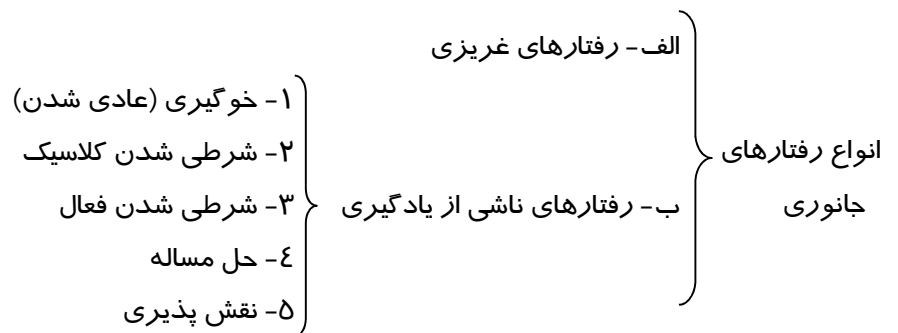 انواع رفتارهای
جانوری
الف- رفتارهای غریزی
ب- رفتارهای ناشی از یادگیری
۱- خوگیری (عادی شدن)
۲- شرطی شدن کلاسیک
۳- شرطی شدن فعال
٤- حل مساله
۵- نقش پذیری